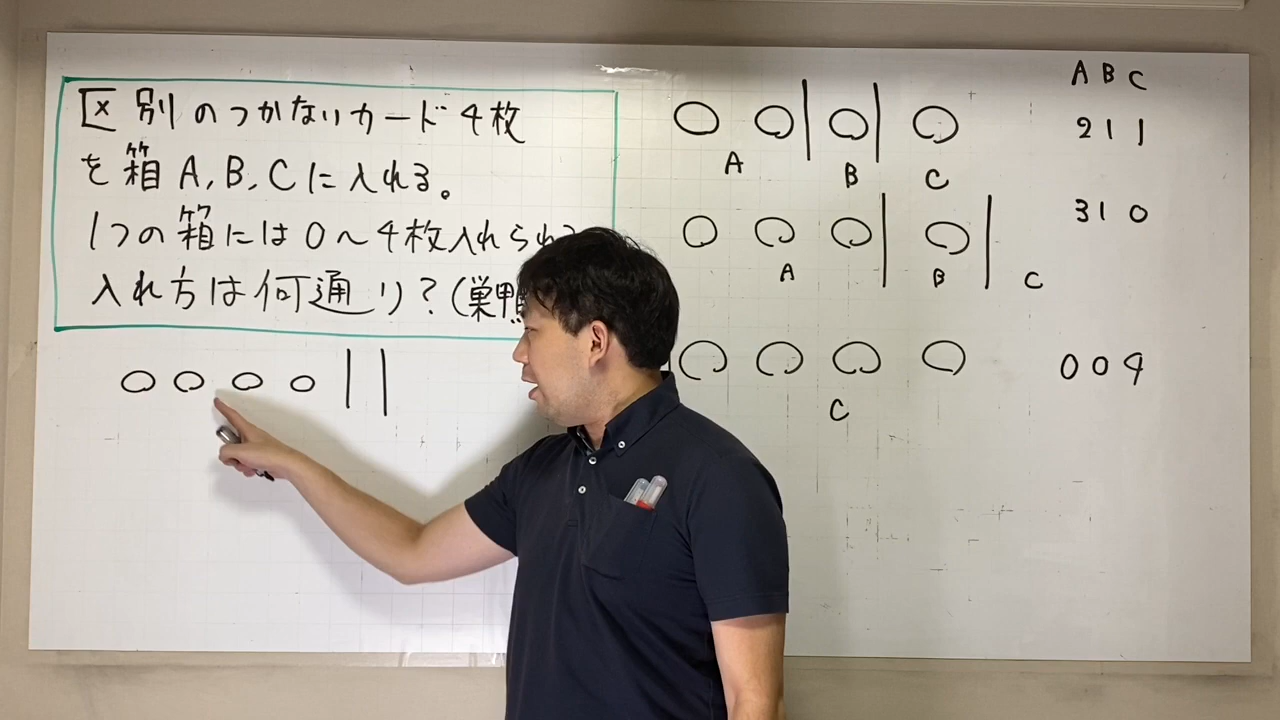 区別のつかないカード4枚
を箱A,B,Cに入れる。
1つの箱には0〜4枚入れられ
入れ方は何通り？(巣鴨
A B C
A B C
2 1 1
A B C
3 1 0
C
0 0 4